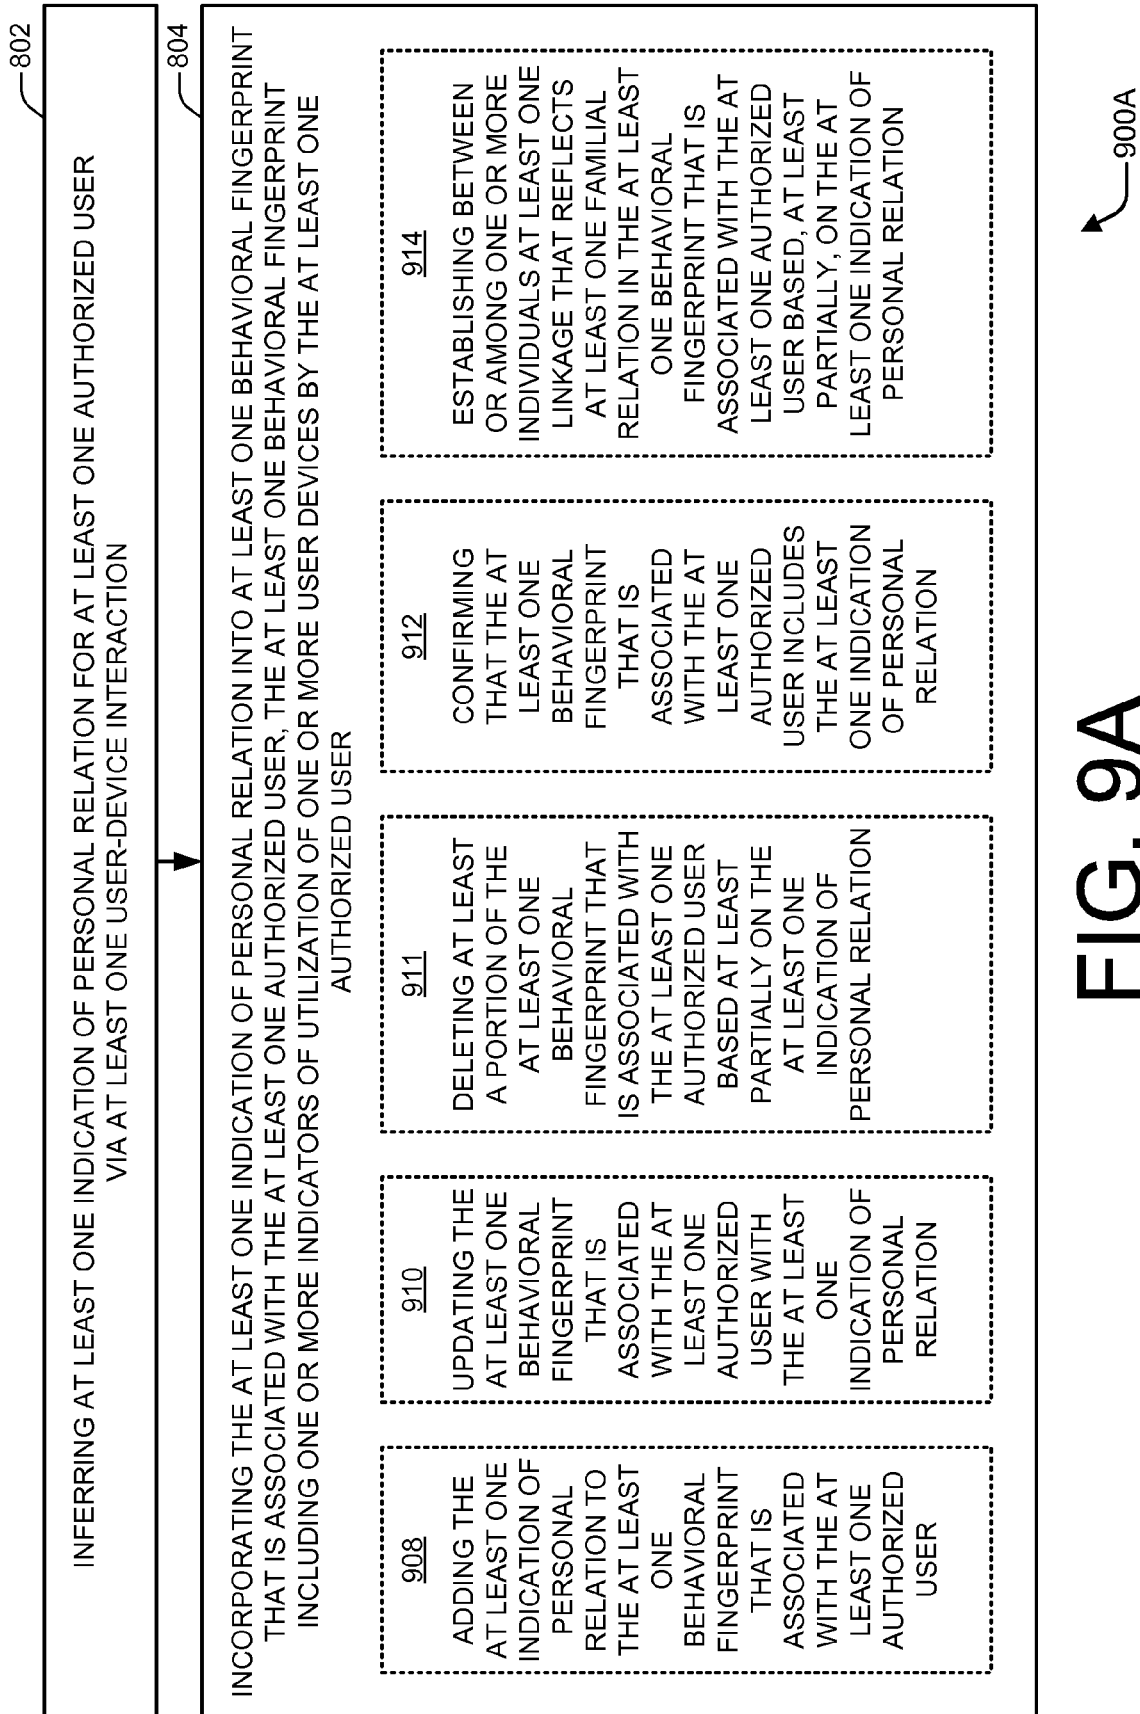 802
INFERRING AT LEAST ONE INDICATION OF PERSONAL RELATION FOR AT LEAST ONE AUTHORIZED USER
VIA AT LEAST ONE USER-DEVICE INTERACTION
804
INCORPORATING THE AT LEAST ONE INDICATION OF PERSONAL RELATION INTO AT LEAST ONE BEHAVIORAL FINGERPRINT
THAT IS ASSOCIATED WITH THE AT LEAST ONE AUTHORIZED USER, THE AT LEAST ONE BEHAVIORAL FINGERPRINT
INCLUDING ONE OR MORE INDICATORS OF UTILIZATION OF ONE OR MORE USER DEVICES BY THE AT LEAST ONE
AUTHORIZED USER
908
ADDING THE
AT LEAST ONE
INDICATION OF
PERSONAL
RELATION TO
THE AT LEAST
ONE
BEHAVIORAL
FINGERPRINT
THAT IS
ASSOCIATED
WITH THE AT
LEAST ONE
AUTHORIZED
USER
910
UPDATING THE
AT LEAST ONE
BEHAVIORAL
FINGERPRINT
THAT IS
ASSOCIATED
WITH THE AT
LEAST ONE
AUTHORIZED
USER WITH
THE AT LEAST
ONE
INDICATION OF
PERSONAL
RELATION
911
DELETING AT LEAST
A PORTION OF THE
AT LEAST ONE
BEHAVIORAL
FINGERPRINT THAT
IS ASSOCIATED WITH
THE AT LEAST ONE
AUTHORIZED USER
BASED AT LEAST
PARTIALLY ON THE
AT LEAST ONE
INDICATION OF
PERSONAL RELATION
912
CONFIRMING
THAT THE AT
LEAST ONE
BEHAVIORAL
FINGERPRINT
THAT IS
ASSOCIATED
WITH THE AT
LEAST ONE
AUTHORIZED
USER INCLUDES
THE AT LEAST
ONE INDICATION
OF PERSONAL
RELATION
914
ESTABLISHING BETWEEN
OR AMONG ONE OR MORE
INDIVIDUALS AT LEAST ONE
LINKAGE THAT REFLECTS
AT LEAST ONE FAMILIAL
RELATION IN THE AT LEAST
ONE BEHAVIORAL
FINGERPRINT THAT IS
ASSOCIATED WITH THE AT
LEAST ONE AUTHORIZED
USER BASED, AT LEAST
PARTIALLY, ON THE AT
LEAST ONE INDICATION OF
PERSONAL RELATION
900A
FIG. 9A